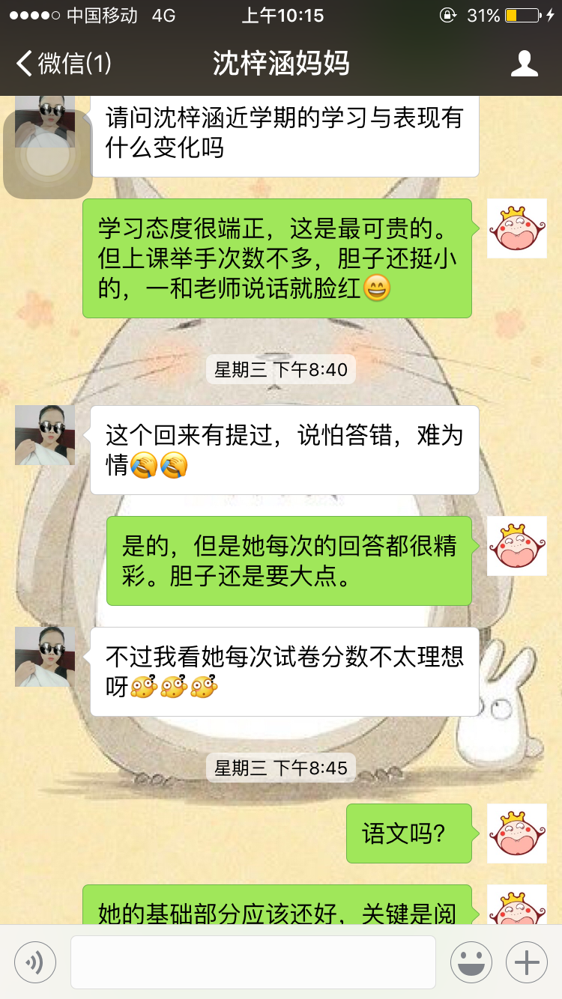 中国移动 4G 上午10:15 31%
微信(1) 沈梓涵妈妈
请问沈梓涵近学期的学习与表现有
什么变化吗
学习态度很端正，这是最可贵的。
但上课举手次数不多，胆子还挺小
的，一和老师说话就脸红😄
星期三 下午8:40
这个回来有提过，说怕答错，难为
情🤦🤦
是的，但是她每次的回答都很精
彩。胆子还是要大点。
不过我看她每次试卷分数不太理想
呀
星期三 下午8:45
语文吗?
她的基础部分应该还好，关键是阅